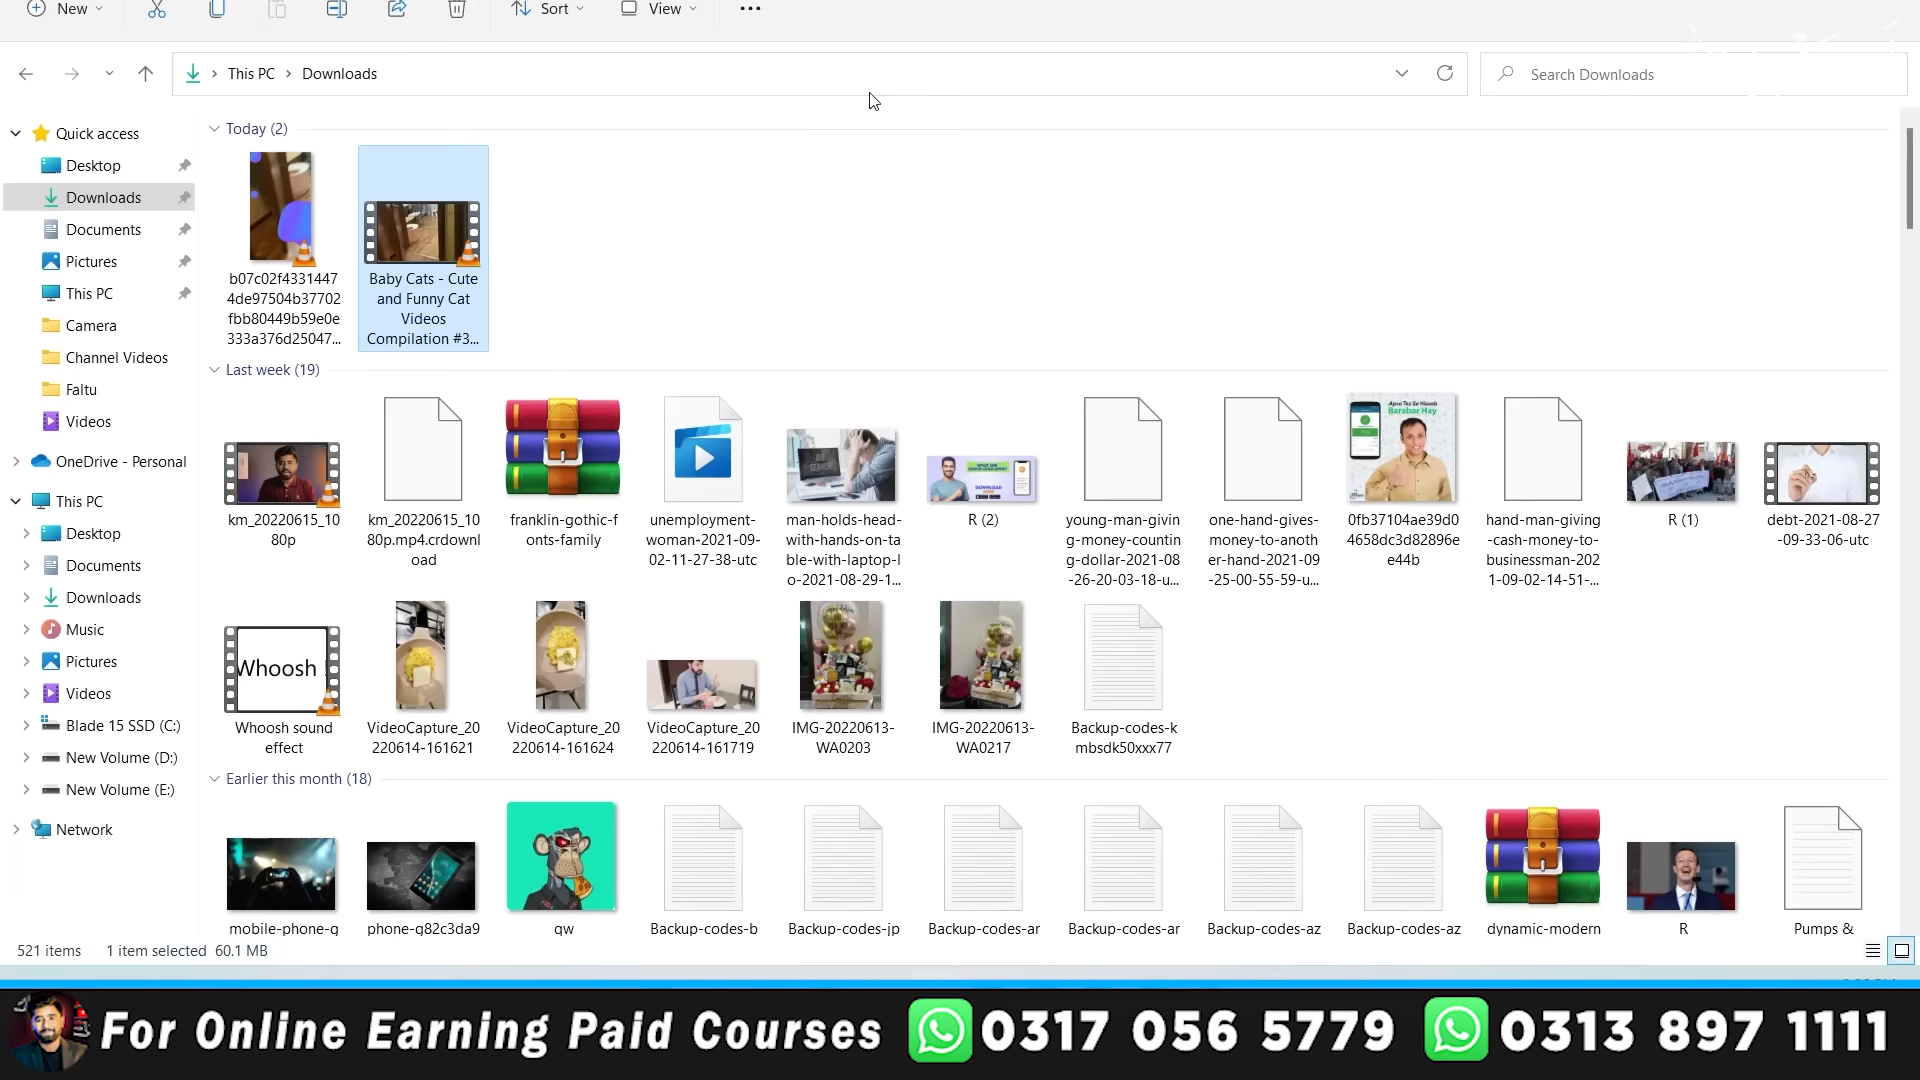 New
Sort
View
This PC
Downloads
Search Downloads
Quick access
Desktop
Downloads
Documents
Pictures
This PC
Camera
Channel Videos
Faltu
Videos
OneDrive - Personal
This PC
Desktop
Documents
Downloads
Music
Pictures
Videos
Blade 15 SSD (C:)
New Volume (D:)
New Volume (E:)
Network
Today (2)
b07c02f4331447
4de97504b37702
fbb80449b59e0e
333a376d25047...
Baby Cats - Cute
and Funny Cat
Videos
Compilation #3...
Last week (19)
km_20220615_10
80p
km_20220615_10
80p.mp4.crdownl
oad
franklin-gothic-f
onts-family
unemployment-
woman-2021-09-
02-11-27-38-utc
man-holds-head-
with-hands-on-ta
ble-with-laptop-l
o-2021-08-29-1...
R (2)
young-man-givin
g-money-countin
g-dollar-2021-08
-26-20-03-18-u...
one-hand-gives-
money-to-anoth
er-hand-2021-09
-25-00-55-59-u...
Apna Tez Se Hisaab
Barabar Hay
0fb37104ae39d0
4658dc3d82896e
e44b
hand-man-giving
-cash-money-to-
businessman-202
1-09-02-14-51-...
R (1)
debt-2021-08-27
-09-33-06-utc
Whoosh
Whoosh sound
effect
VideoCapture_20
220614-161621
VideoCapture_20
220614-161624
VideoCapture_20
220614-161719
IMG-20220613-
WA0203
IMG-20220613-
WA0217
Backup-codes-k
mbsdk50xxx77
Earlier this month (18)
mobile-phone-g
phone-g82c3da9
qw
Backup-codes-b
Backup-codes-jp
Backup-codes-ar
Backup-codes-ar
Backup-codes-az
Backup-codes-az
dynamic-modern
R
Pumps &
521 items
1 item selected 60.1 MB
For Online Earning Paid Courses 0317 056 5779 0313 897 1111